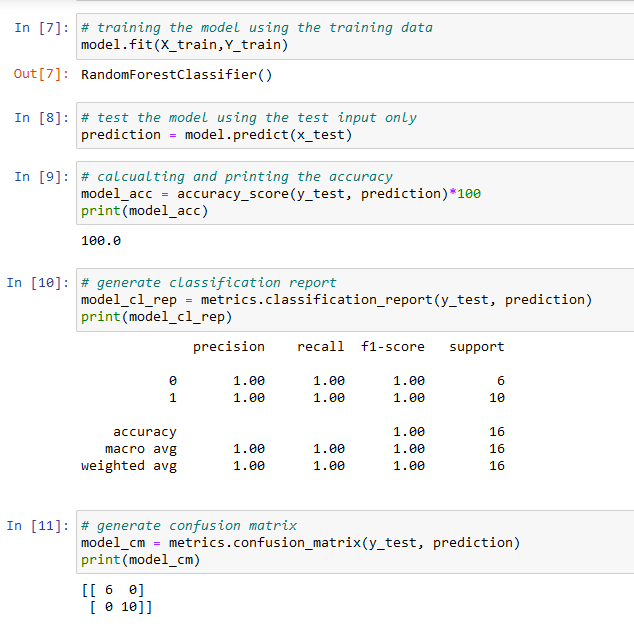 In [7]: # training the model using the training data
model.fit(X_train,Y_train)
Out[7]: RandomForestClassifier()
In [8]: # test the model using the test input only
prediction = model.predict(x_test)
In [9]: # calcualting and printing the accuracy
model_acc = accuracy_score(y_test, prediction)*100
print(model_acc)
100.0
In [10]: # generate classification report
model_cl_rep = metrics.classification_report(y_test, prediction)
print(model_cl_rep)
precision recall f1-score support
0 1.00 1.00 1.00 6
1 1.00 1.00 1.00 10
accuracy 1.00 16
macro avg 1.00 1.00 1.00 16
weighted avg 1.00 1.00 1.00 16
In [11]: # generate confusion matrix
model_cm = metrics.confusion_matrix(y_test, prediction)
print(model_cm)
[[ 6 0]
[ 0 10]]